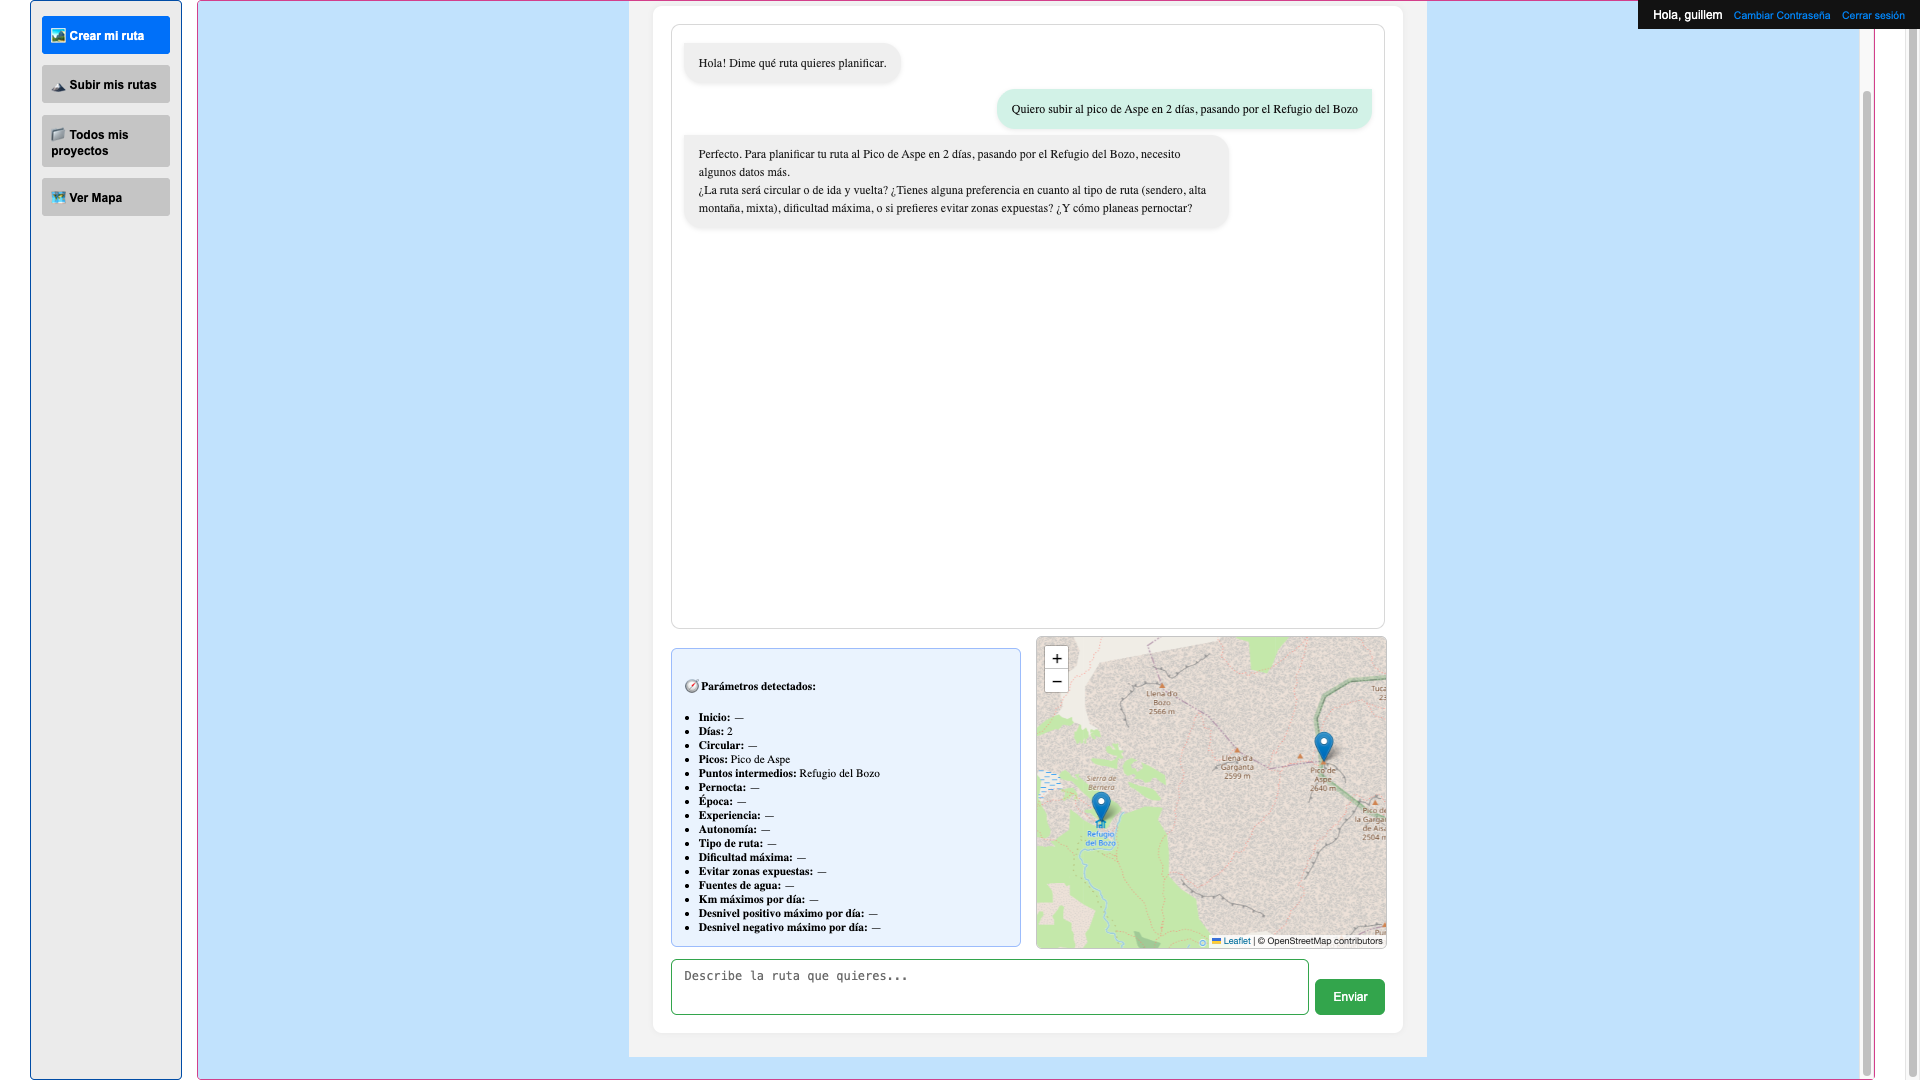 Crear mi ruta
Subir mis rutas
Todos mis
proyectos
Ver Mapa
Hola, guillem Cambiar Contraseña Cerrar sesión
Hola! Dime qué ruta quieres planificar.
Quiero subir al pico de Aspe en 2 días, pasando por el Refugio del Bozo
Perfecto. Para planificar tu ruta al Pico de Aspe en 2 días, pasando por el Refugio del Bozo, necesito
algunos datos más.
¿La ruta será circular o de ida y vuelta? ¿Tienes alguna preferencia en cuanto al tipo de ruta (sendero, alta
montaña, mixta), dificultad máxima, o si prefieres evitar zonas expuestas? ¿Y cómo planeas pernoctar?
Parámetros detectados:
Inicio: —
Días: 2
Circular: —
Picos: Pico de Aspe
Puntos intermedios: Refugio del Bozo
Pernocta: —
Época: —
Experiencia: —
Autonomía: —
Tipo de ruta: —
Dificultad máxima: —
Evitar zonas expuestas: —
Fuentes de agua: —
Km máximos por día: —
Desnivel positivo máximo por día: —
Desnivel negativo máximo por día: —
+
−
Llena d'o
Bozo
2566 m
Tuca
23
Llena d'a
Garganta
2599 m
Pico de
Aspe
2640 m
Sierra de
Bernera
Refugio
del Bozo
Pico de
la Garga
de Ais
2504 m
Leaflet | © OpenStreetMap contributors
Describe la ruta que quieres...
Enviar